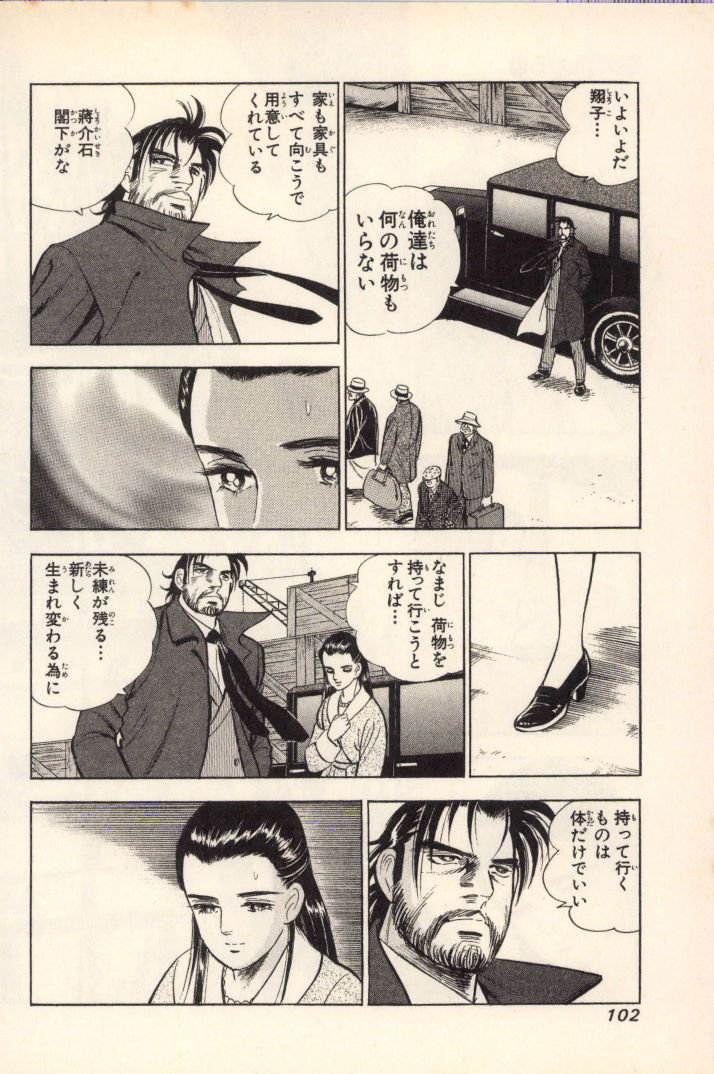 いよいよだ
翔子…
俺達は
何の荷物も
いらない
家も家具も
すべて向こうで
用意して
くれている
蔣介石
閣下がな
なまじ 荷物を
持って行こうと
すれば…
未練が残る…
新しく
生まれ変わる為に
持って行く
ものは
体だけでいい
102